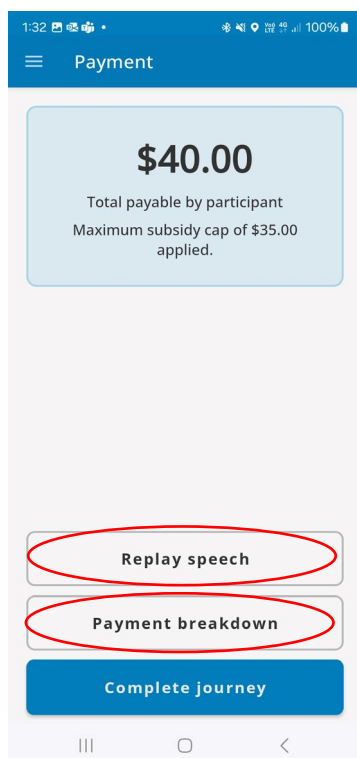 1:32 100%
Payment
$40.00
Total payable by participant
Maximum subsidy cap of $35.00
applied.
Replay speech
Payment breakdown
Complete journey